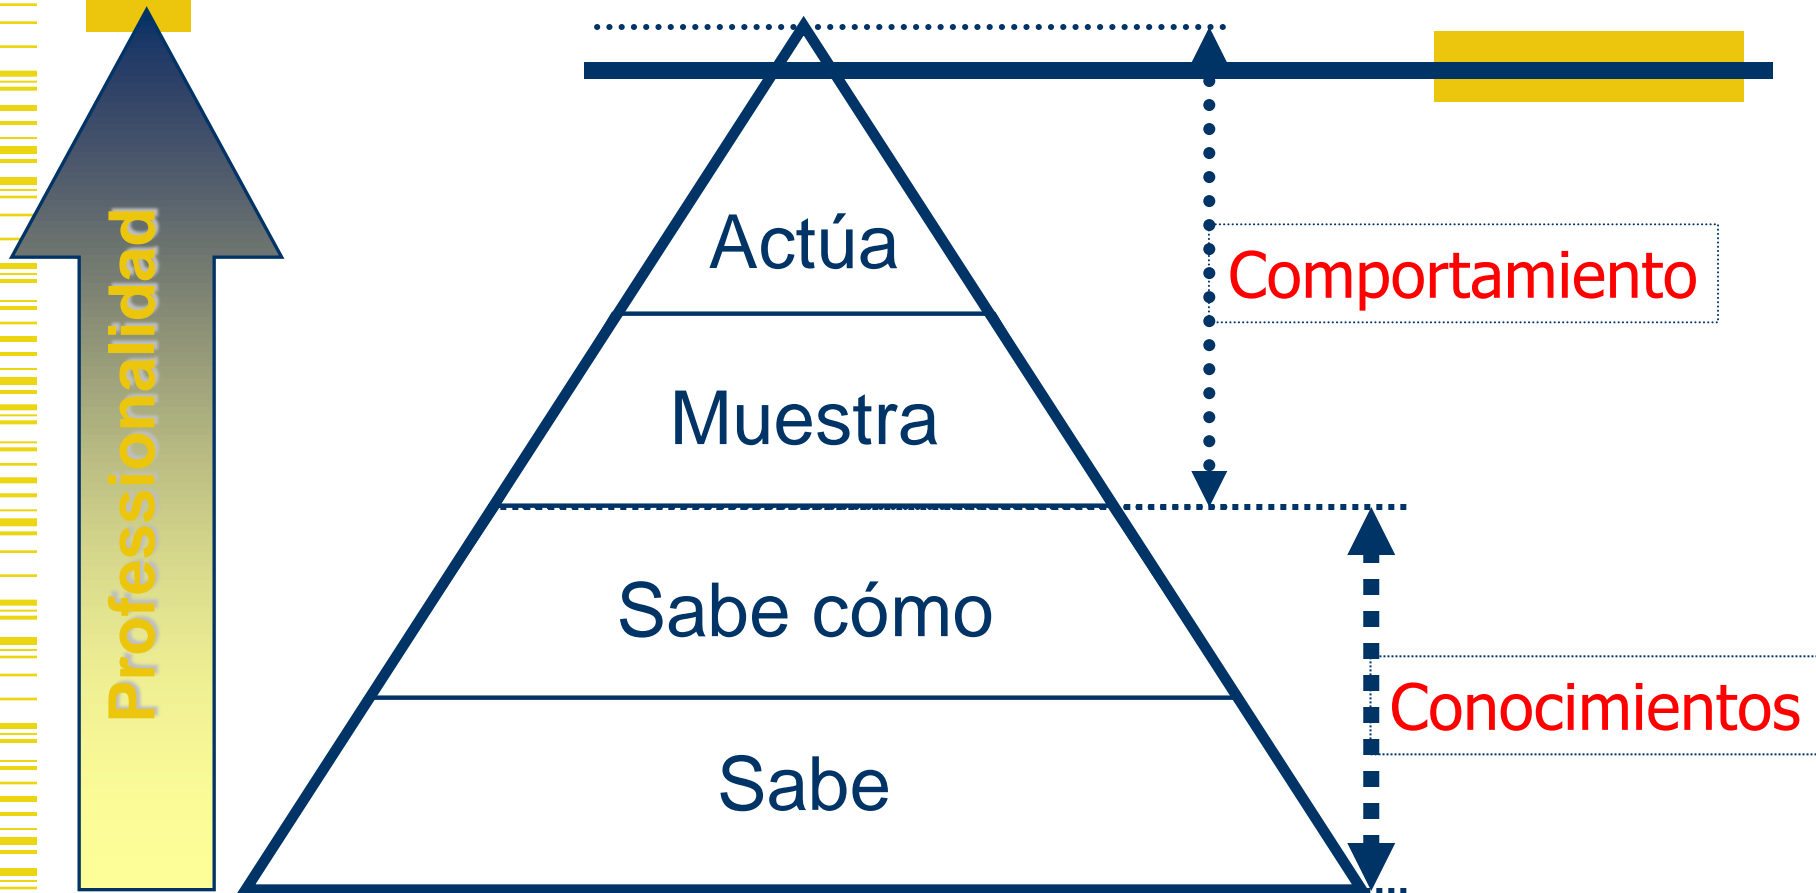 Professionalidad
Actúa
Comportamiento
Muestra
Sabe cómo
Conocimientos
Sabe